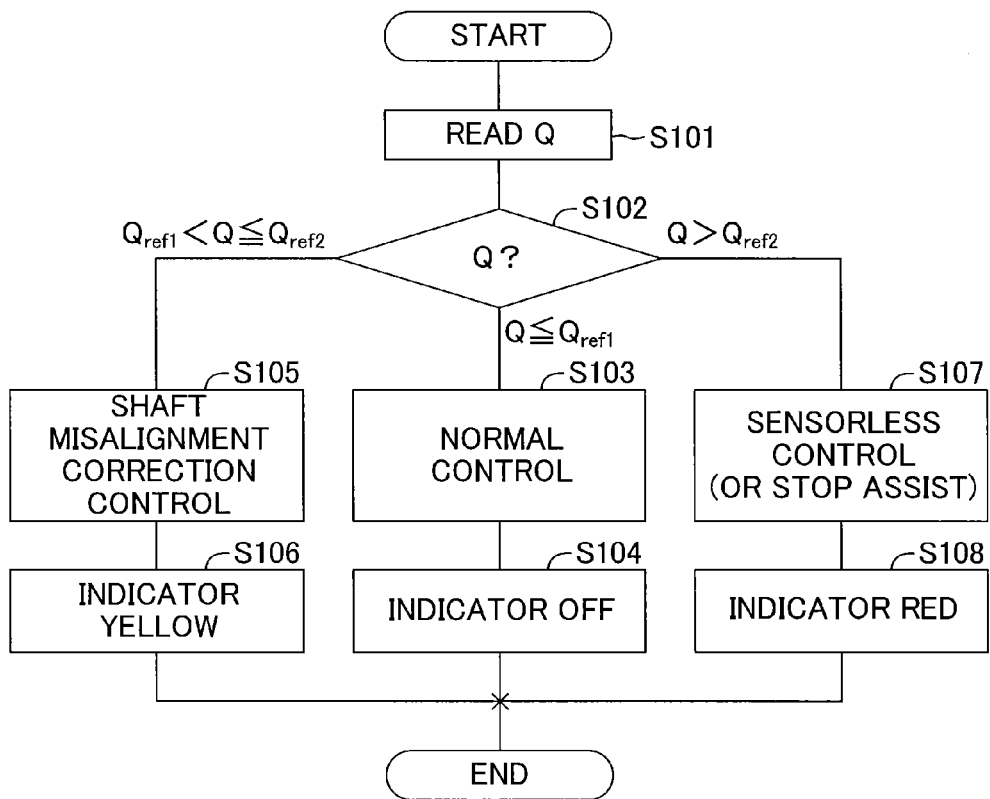 START
READ Q
S101
S102
Qref1<Q≦Qref2
Q?
Q>Qref2
Q≦Qref1
S105
SHAFT
MISALIGNMENT
CORRECTION
CONTROL
S103
NORMAL
CONTROL
S107
SENSORLESS
CONTROL
(OR STOP ASSIST)
S106
INDICATOR
YELLOW
S104
INDICATOR OFF
S108
INDICATOR RED
END